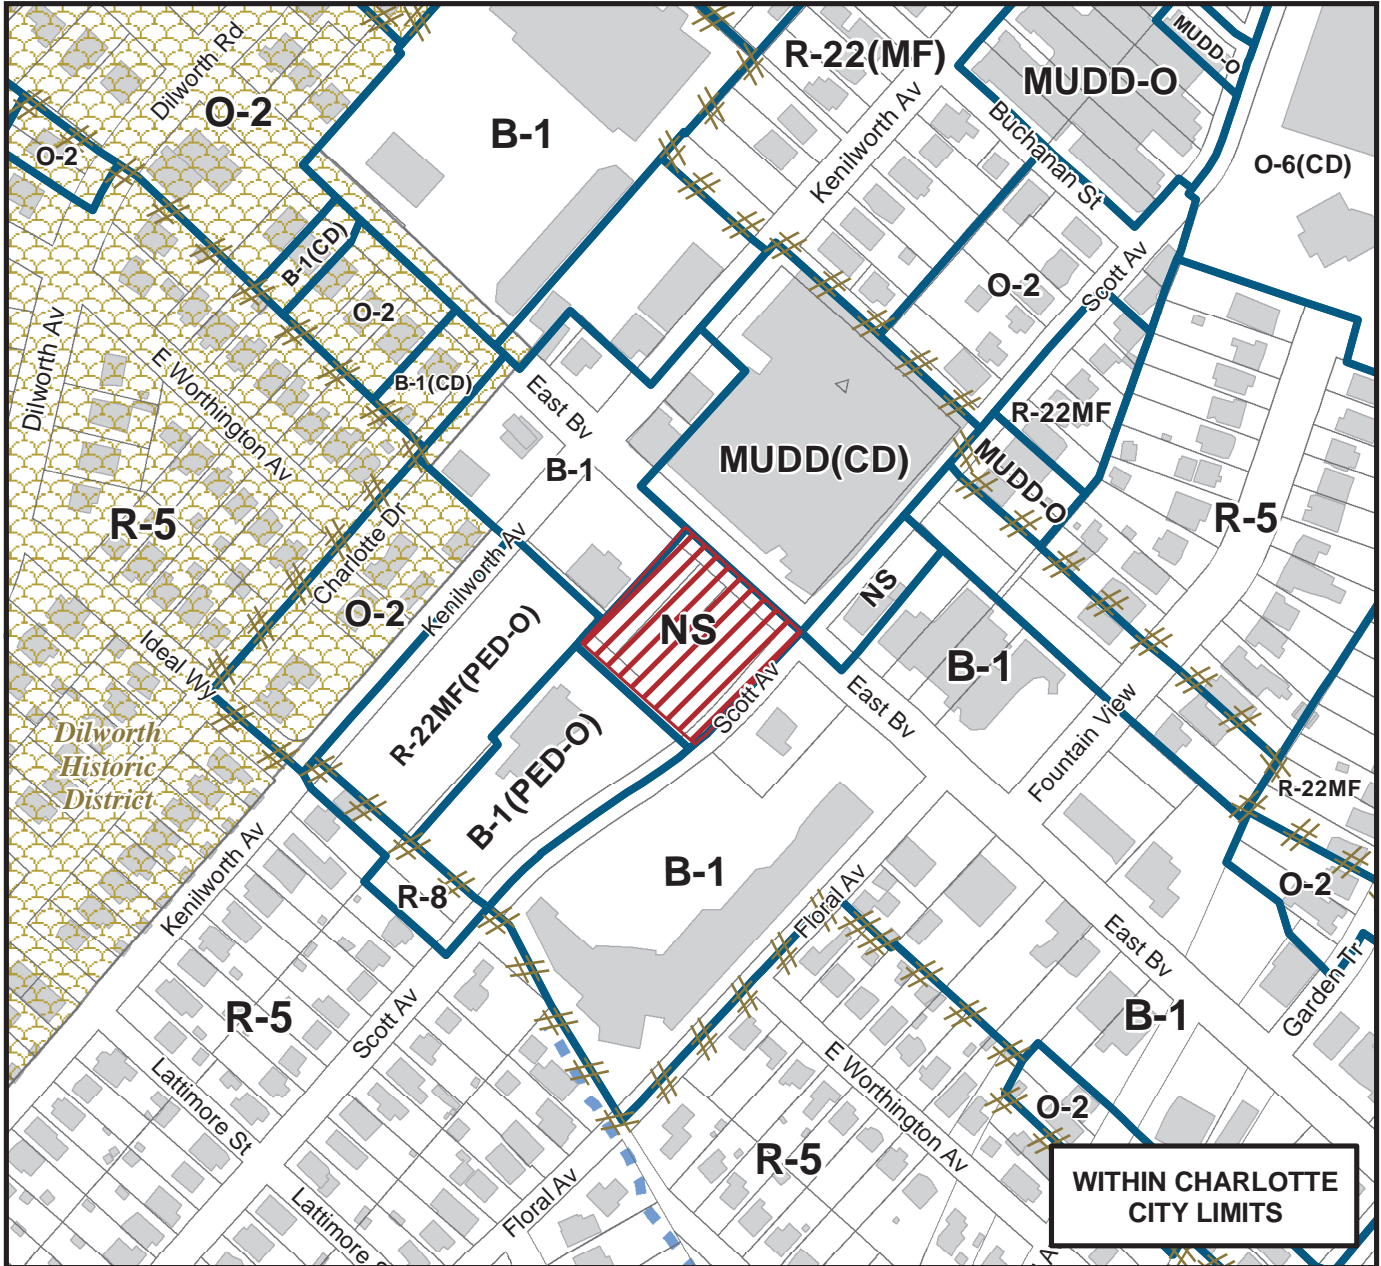 Dilworth Rd
R-22(MF)
MUDD-O
MUDD-O
O-2
B-1
Kenilworth Av
Buchanan St
O-2
O-6(CD)
B-1(CD)
O-2
O-2
Scott Av
Dilworth Av
E Worthington Av
B-1(CD)
East Bv
R-22MF
B-1
MUDD(CD)
MUDD-O
R-5
R-5
Charlotte Dr
Kenilworth Av
NS
O-2
NS
R-22MF(PED-O)
B-1
Ideal Wy
Scott Av
East Bv
Dilworth
Historic
District
B-1(PED-O)
Fountain View
R-22MF
Kenilworth Av
B-1
R-8
O-2
Floral Av
East Bv
Garden Tr
R-5
Scott Av
B-1
Lattimore St
E Worthington Av
O-2
R-5
Lattimore S
Floral Av
WITHIN CHARLOTTE
CITY LIMITS